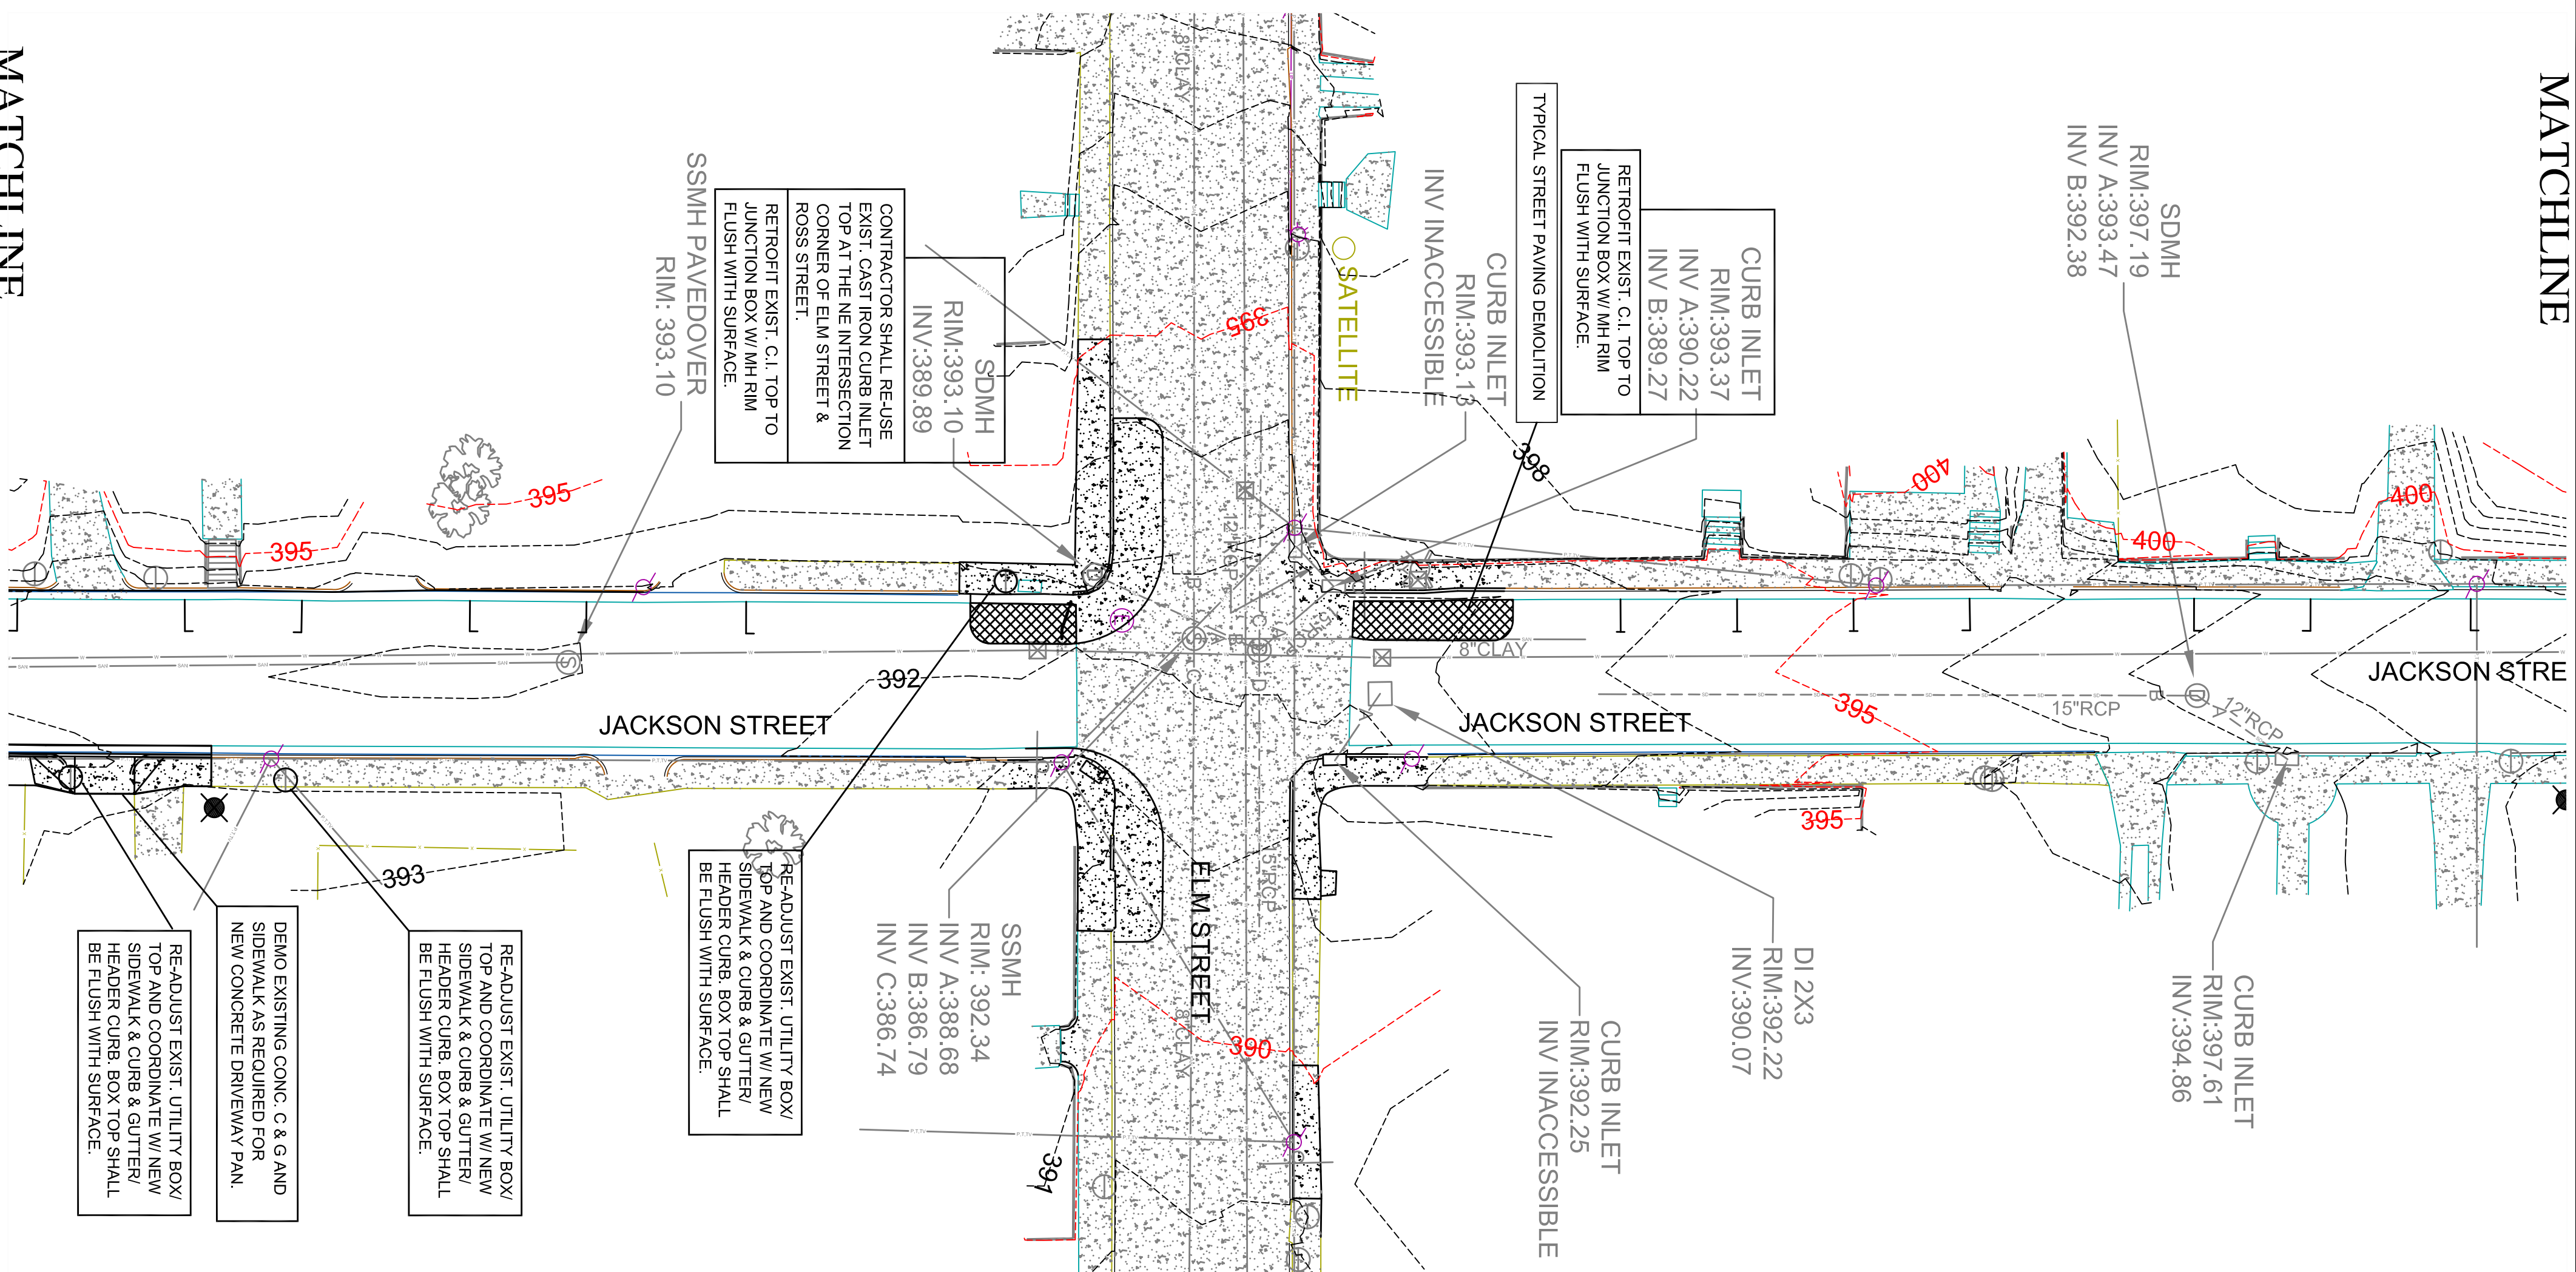 MATCHLINE
MATCHLINE
SDMH
RIM:397.19
INV A:393.47
INV B:392.38
TYPICAL STREET PAVING DEMOLITION
RETROFIT EXIST. C.I. TOP TO
JUNCTION BOX W/ MH RIM
FLUSH WITH SURFACE.
CURB INLET
RIM:393.37
INV A:390.22
INV B:389.27
CURB INLET
RIM:393.13
INV INACCESSIBLE
SATELLITE
SSMH PAVEDOVER
RIM: 393.10
CONTRACTOR SHALL RE-USE
EXIST. CAST IRON CURB INLET
TOP AT THE NE INTERSECTION
CORNER OF ELM STREET &
ROSS STREET.
RETROFIT EXIST. C.I. TOP TO
JUNCTION BOX W/ MH RIM
FLUSH WITH SURFACE.
SDMH
RIM:393.10
INV:389.89
8"CLAY
395
398
400
400
400
395
395
12"RCP
15"RCP
8"CLAY
392
395
15"RCP
12"RCP
JACKSON STREET
JACKSON STREET
JACKSON STRE
393
395
15"RCP
ELM STREET
8"CLAY
390
391
RE-ADJUST EXIST. UTILITY BOX/
TOP AND COORDINATE W/ NEW
SIDEWALK & CURB & GUTTER/
HEADER CURB. BOX TOP SHALL
BE FLUSH WITH SURFACE.
DEMO EXISTING CONC. C & G AND
SIDEWALK AS REQUIRED FOR
NEW CONCRETE DRIVEWAY PAN.
RE-ADJUST EXIST. UTILITY BOX/
TOP AND COORDINATE W/ NEW
SIDEWALK & CURB & GUTTER/
HEADER CURB. BOX TOP SHALL
BE FLUSH WITH SURFACE.
RE-ADJUST EXIST. UTILITY BOX/
TOP AND COORDINATE W/ NEW
SIDEWALK & CURB & GUTTER/
HEADER CURB. BOX TOP SHALL
BE FLUSH WITH SURFACE.
SSMH
RIM: 392.34
INV A:388.68
INV B:386.79
INV C:386.74
CURB INLET
RIM:392.25
INV INACCESSIBLE
DI 2X3
RIM:392.22
INV:390.07
CURB INLET
RIM:397.61
INV:394.86